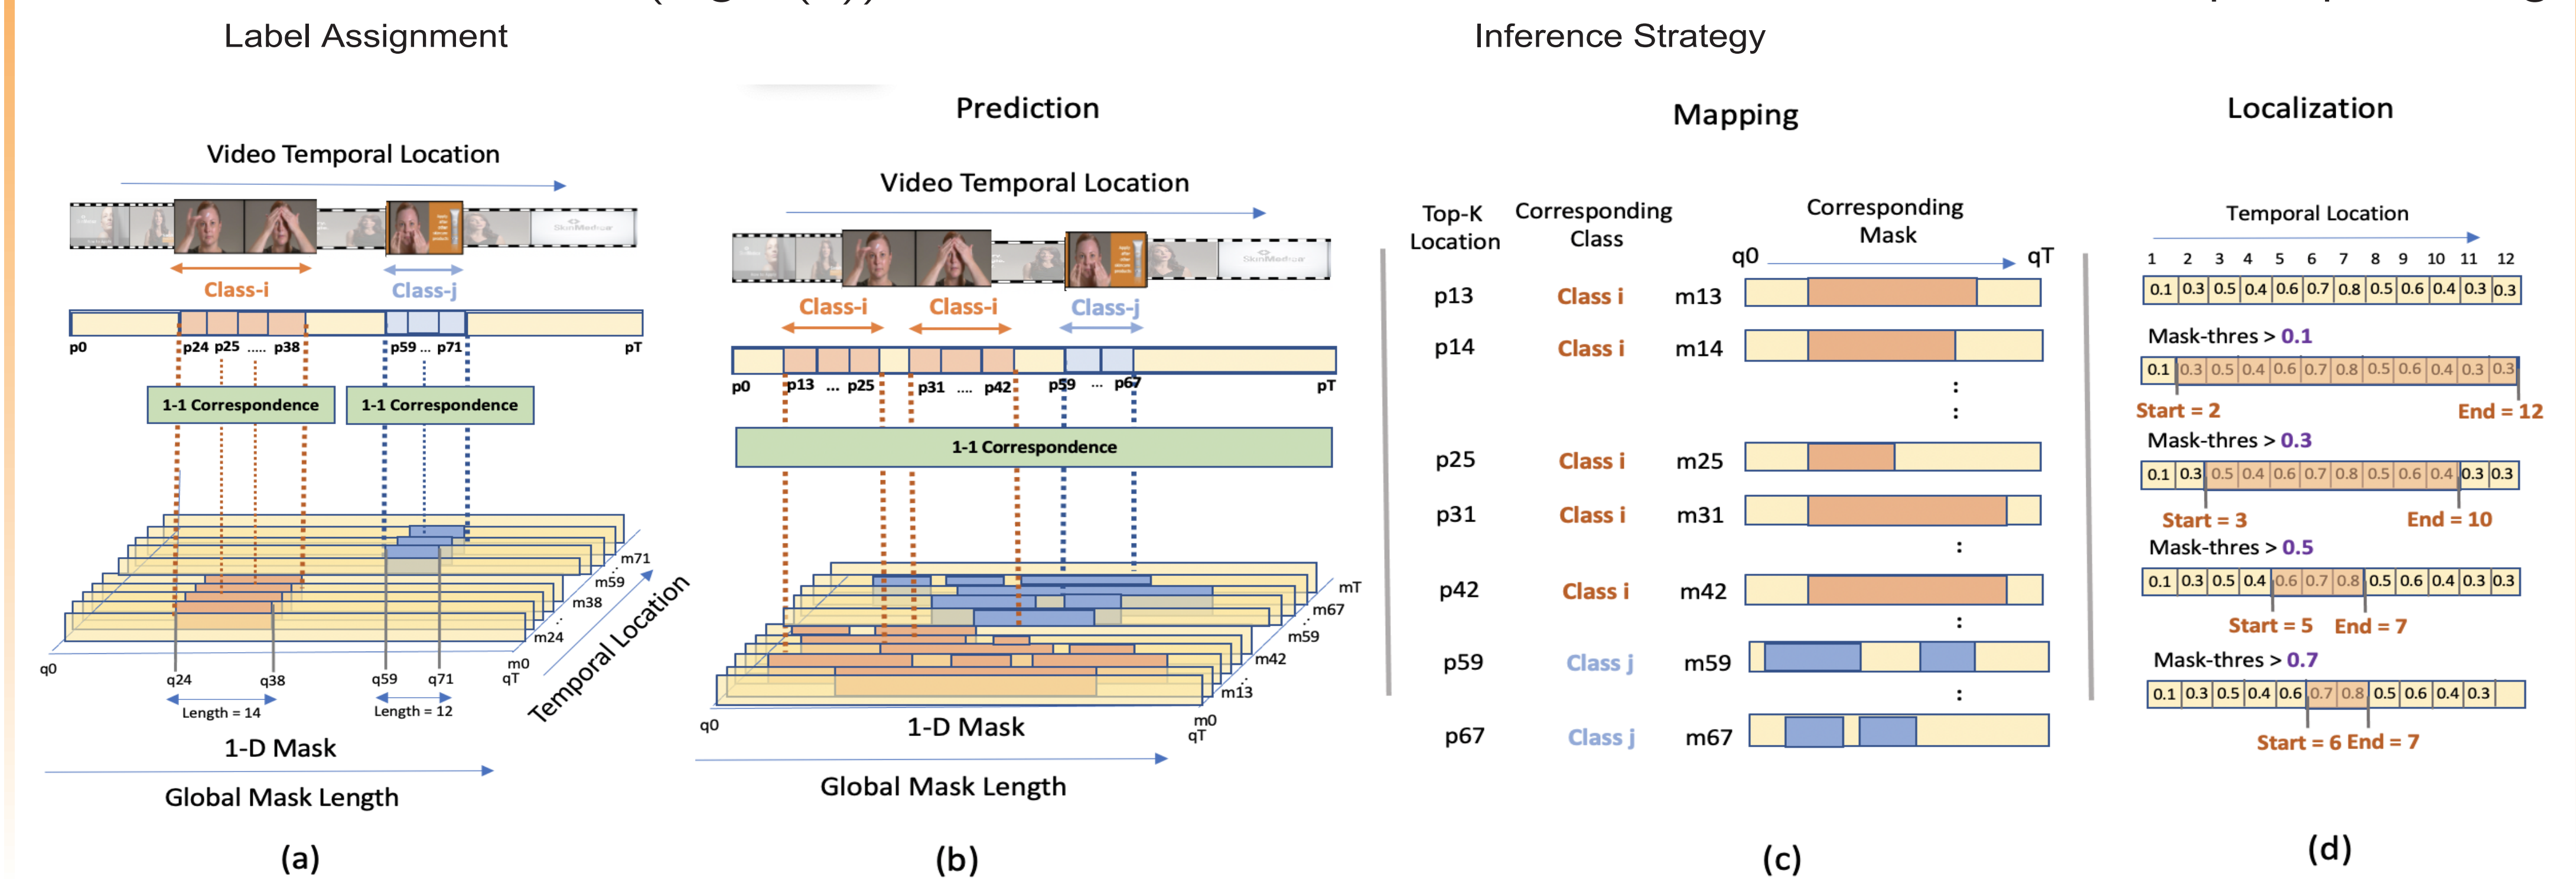 Label Assignment
Inference Strategy
Video Temporal Location
SkinMedica
Class-i
Class-j
p0
p24
p25
.....
p38
p59
...
p71
pT
1-1 Correspondence
1-1 Correspondence
m71
m59
m38
m24
m0
Temporal Location
q0
qT
q24
q38
q59
q71
Length = 14
Length = 12
1-D Mask
Global Mask Length
(a)
Prediction
Video Temporal Location
SkinMedica
Class-i
Class-i
Class-j
p0
p13
...
p25
p31
....
p42
p59
...
p67
pT
1-1 Correspondence
mT
m67
m59
m42
m13
m0
q0
qT
1-D Mask
Global Mask Length
(b)
Mapping
Top-K
Location
Corresponding
Class
Corresponding
Mask
q0
qT
p13 Class i m13
p14 Class i m14
:
:
p25 Class i m25
p31 Class i m31
:
p42 Class i m42
:
p59 Class j m59
:
p67 Class j m67
(c)
Localization
Temporal Location
1 2 3 4 5 6 7 8 9 10 11 12
0.1 0.3 0.5 0.4 0.6 0.7 0.8 0.5 0.6 0.4 0.3 0.3
Mask-thres > 0.1
0.1 0.3 0.5 0.4 0.6 0.7 0.8 0.5 0.6 0.4 0.3 0.3
Start = 2 End = 12
Mask-thres > 0.3
0.1 0.3 0.5 0.4 0.6 0.7 0.8 0.5 0.6 0.4 0.3 0.3
Start = 3 End = 10
Mask-thres > 0.5
0.1 0.3 0.5 0.4 0.6 0.7 0.8 0.5 0.6 0.4 0.3 0.3
Start = 5 End = 7
Mask-thres > 0.7
0.1 0.3 0.5 0.4 0.6 0.7 0.8 0.5 0.6 0.4 0.3
Start = 6 End = 7
(d)